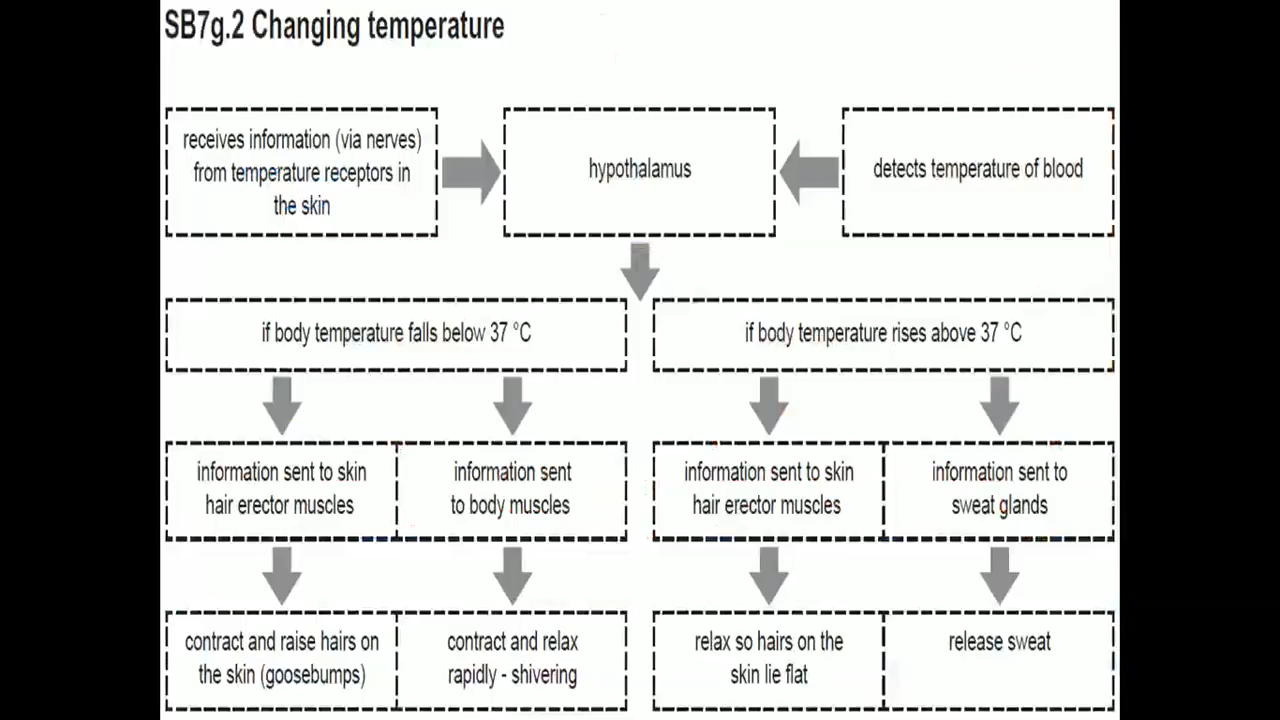 SB7g.2 Changing temperature
receives information (via nerves)
from temperature receptors in
the skin
hypothalamus
detects temperature of blood
if body temperature falls below 37 °C
if body temperature rises above 37 °C
information sent to skin
hair erector muscles
information sent
to body muscles
information sent to skin
hair erector muscles
information sent to
sweat glands
contract and raise hairs on
the skin (goosebumps)
contract and relax
rapidly - shivering
relax so hairs on the
skin lie flat
release sweat